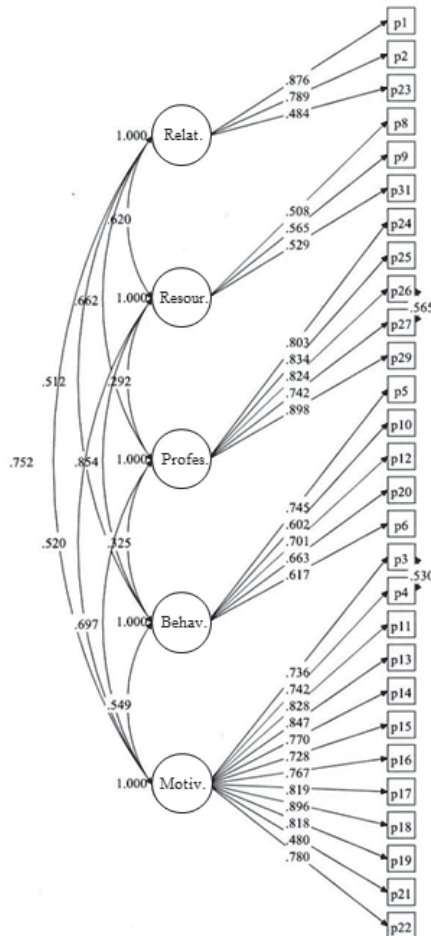 p1
p2
.876
.789
p23
.484
p8
1.000
Relat.
p9
p31
.620
.508
p24
.565
.529
p25
1.000
Resour.
p26
.662
.565
p27
.803
.834
p29
.824
.742
.512
.292
p5
.898
p10
.752
.854
1.000
Profes.
p12
p20
.745
.602
p6
.520
.325
.701
.663
p3
.617
.530
p4
1.000
Behav.
.697
p11
p13
.736
.742
p14
.549
.828
.847
p15
.770
.728
p16
1.000
Motiv.
.767
p17
.819
.896
p18
.818
p19
.480
.780
p21
p22